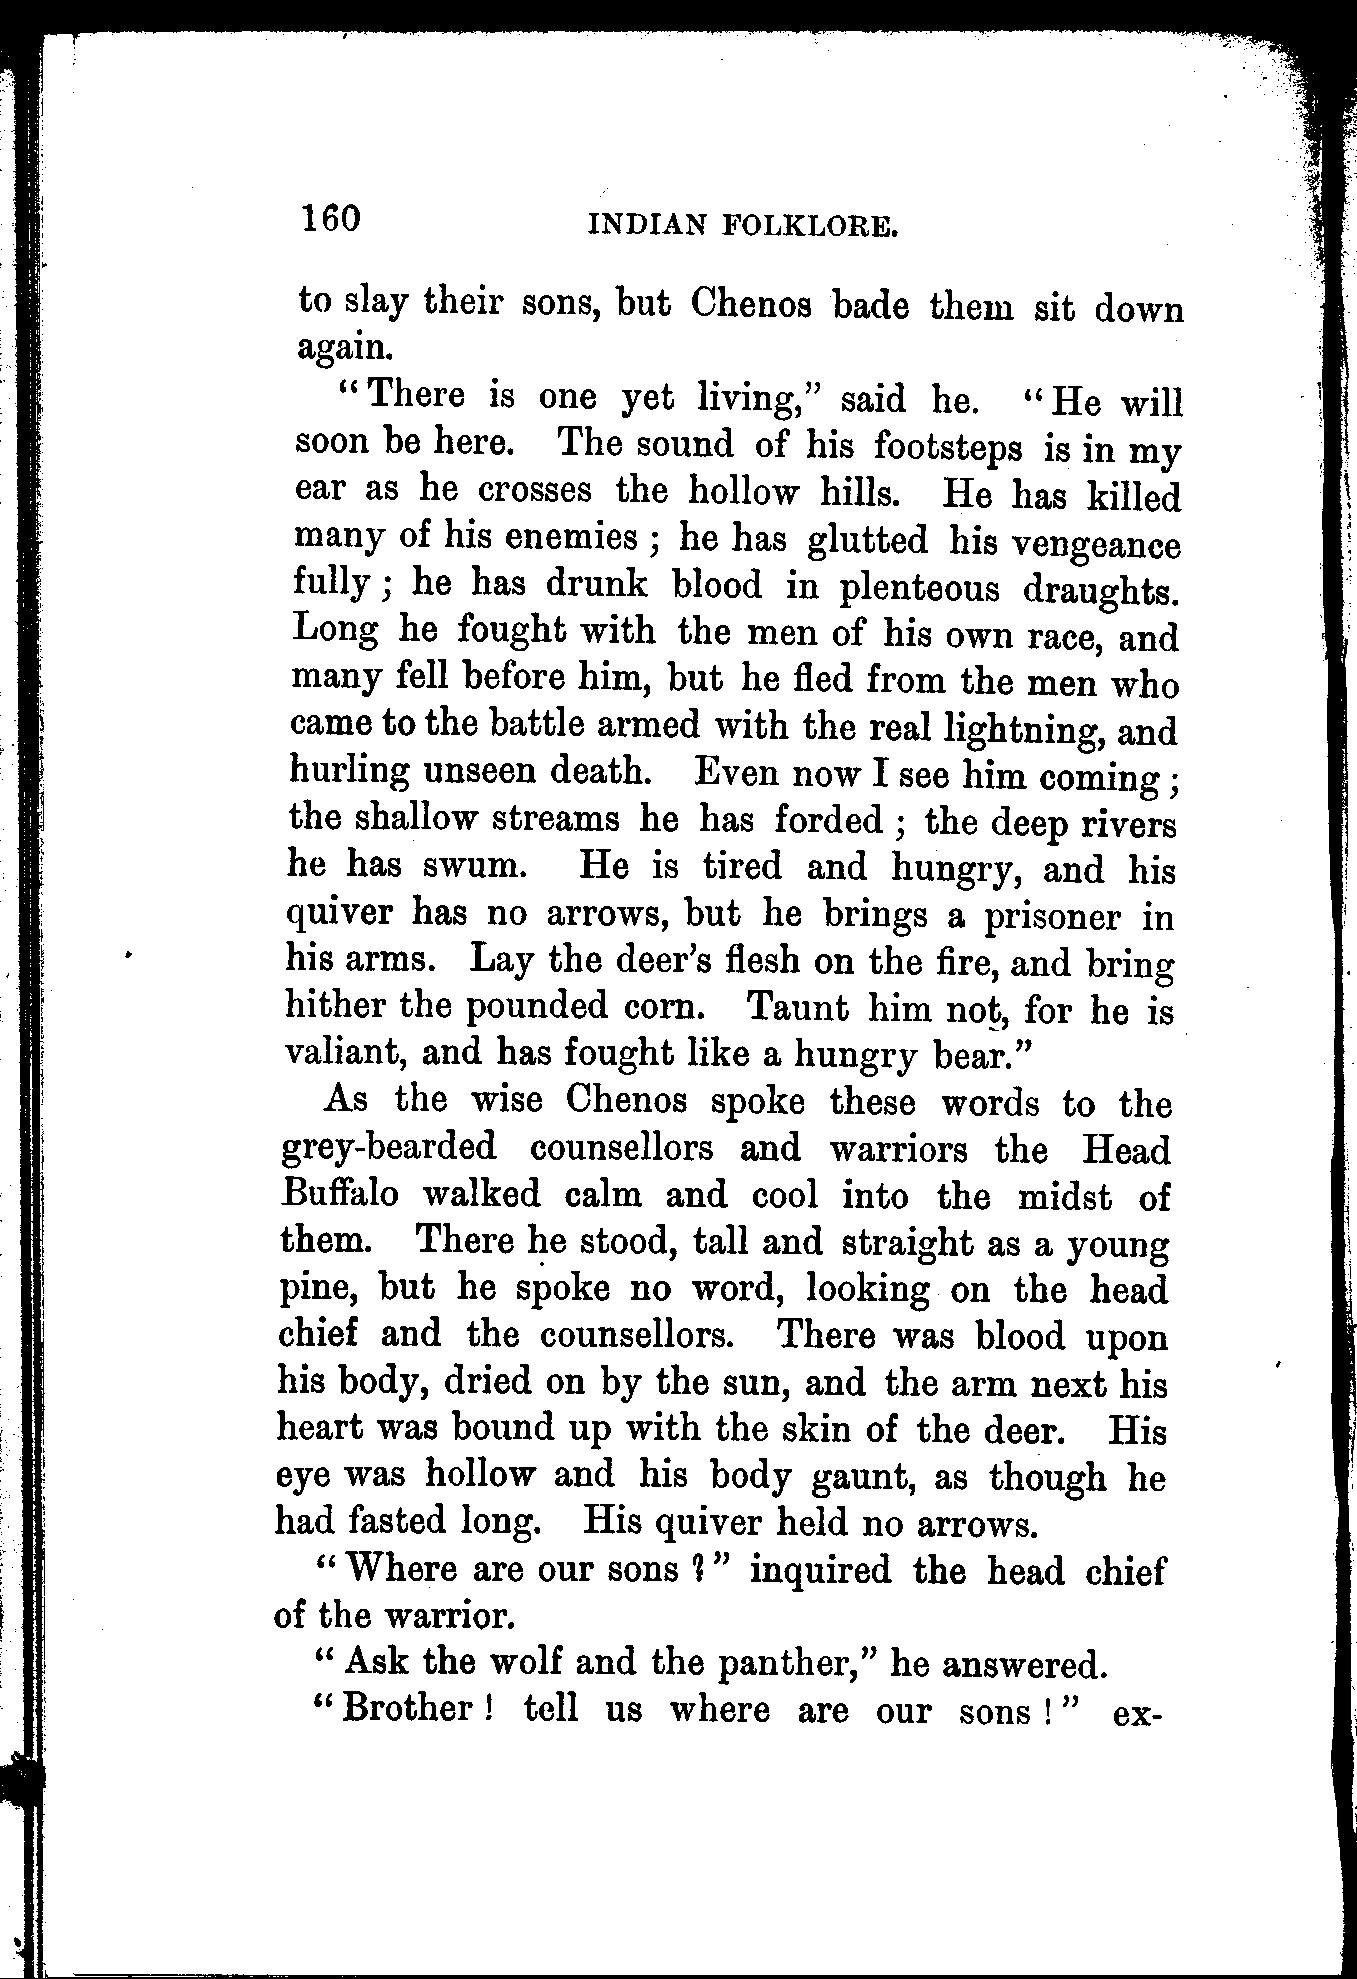 160 INDIAN FOLKLORE.
to slay their sons, but Chenos bade them sit down
again.
“There is one yet living,” said he. “He will
soon be here. The sound of his footsteps is in my
ear as he crosses the hollow hills. He has killed
many of his enemies ; he has glutted his vengeance
fully ; he has drunk blood in plenteous draughts.
Long he fought with the men of his own race, and
many fell before him, but he fled from the men who
came to the battle armed with the real lightning, and
hurling unseen death. Even now I see him coming ;
the shallow streams he has forded ; the deep rivers
he has swum. He is tired and hungry, and his
quiver has no arrows, but he brings a prisoner in
his arms. Lay the deer’s flesh on the fire, and bring
hither the pounded corn. Taunt him not, for he is
valiant, and has fought like a hungry bear.”
As the wise Chenos spoke these words to the
grey-bearded counsellors and warriors the Head
Buffalo walked calm and cool into the midst of
them. There he stood, tall and straight as a young
pine, but he spoke no word, looking on the head
chief and the counsellors. There was blood upon
his body, dried on by the sun, and the arm next his
heart was bound up with the skin of the deer. His
eye was hollow and his body gaunt, as though he
had fasted long. His quiver held no arrows.
“Where are our sons ?” inquired the head chief
of the warrior.
“Ask the wolf and the panther,” he answered.
“Brother ! tell us where are our sons !” ex-